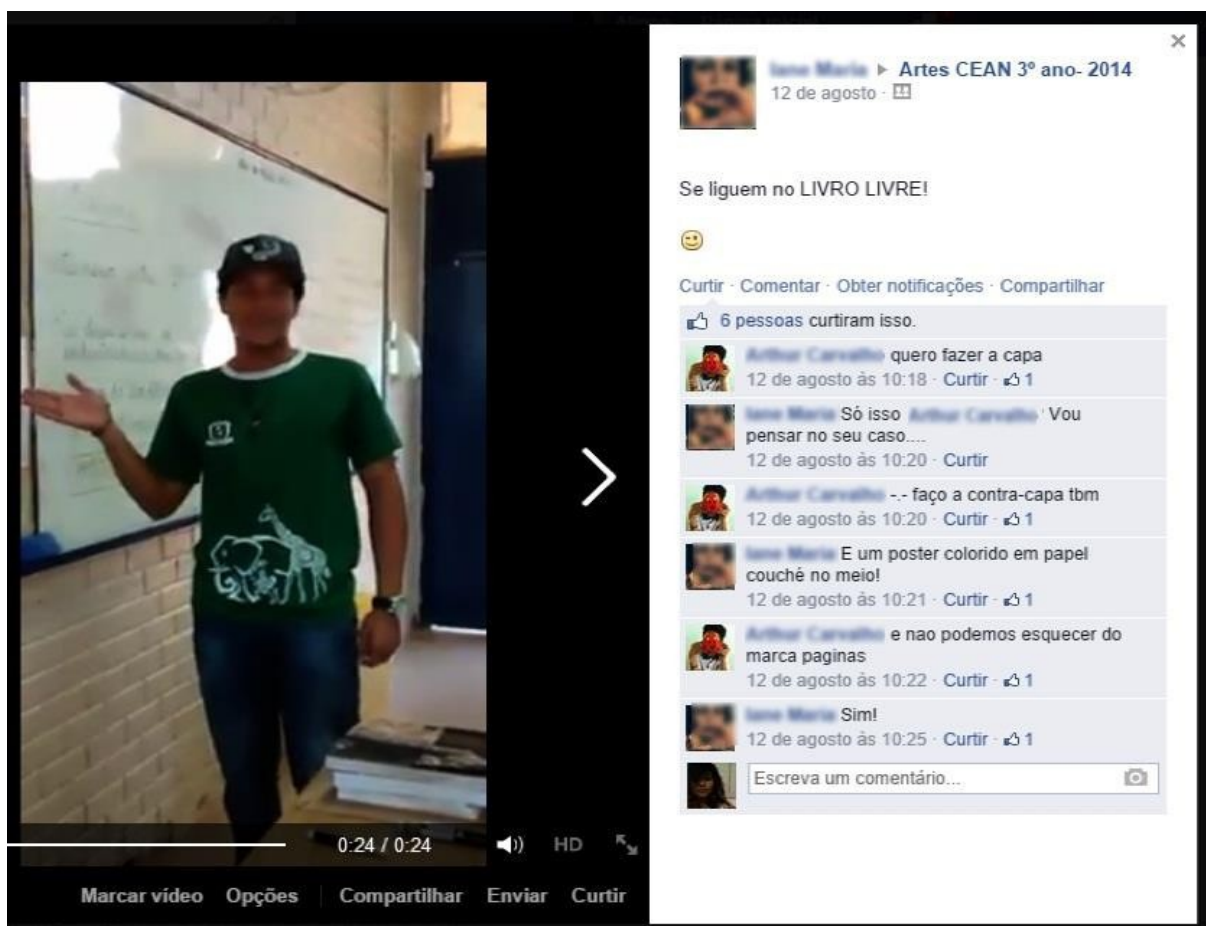 Artes CEAN 3º ano- 2014
12 de agosto ·
Se liguem no LIVRO LIVRE!
Curtir · Comentar · Obter notificações · Compartilhar
6 pessoas curtiram isso.
quero fazer a capa
12 de agosto às 10:18 · Curtir · 1
Só isso Vou
pensar no seu caso....
12 de agosto às 10:20 · Curtir
-.- faço a contra-capa tbm
12 de agosto às 10:20 · Curtir · 1
E um poster colorido em papel
couché no meio!
12 de agosto às 10:21 · Curtir · 1
e nao podemos esquecer do
marca paginas
12 de agosto às 10:22 · Curtir · 1
Sim!
12 de agosto às 10:25 · Curtir · 1
Escreva um comentário...
0:24 / 0:24 HD
Marcar vídeo Opções Compartilhar Enviar Curtir